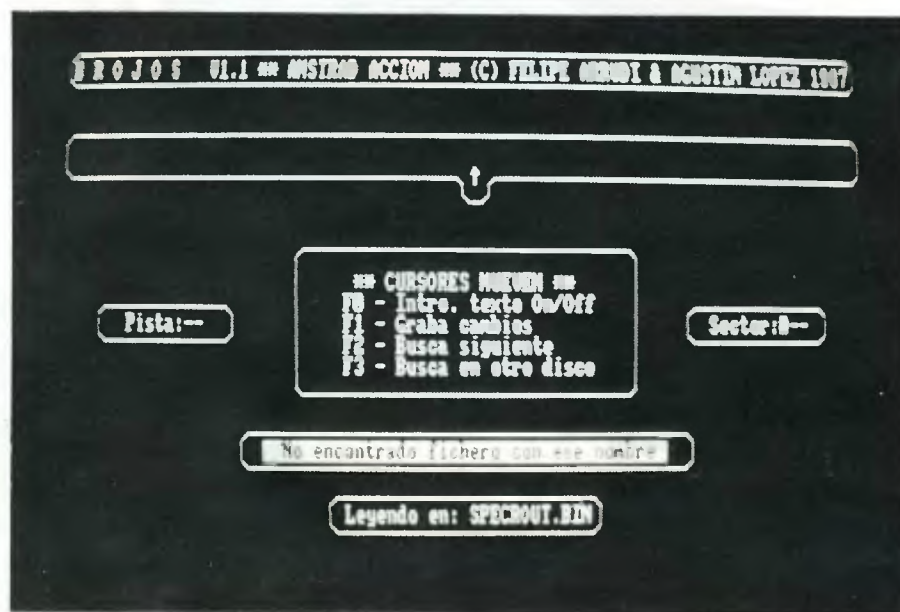 B R O J O S V1.1 ** AMSTRAD ACCION ** (C) FELIPE & AGUSTIN LOPEZ 1987
↑
** CURSORES MUEVEN **
F0 - Intro. texto On/Off
F1 - Graba cambios
F2 - Busca siguiente
F3 - Busca en otro disco
Pista:--
Sector:&--
No encontrado fichero con ese nombre
Leyendo en: SPECROUT.BIN